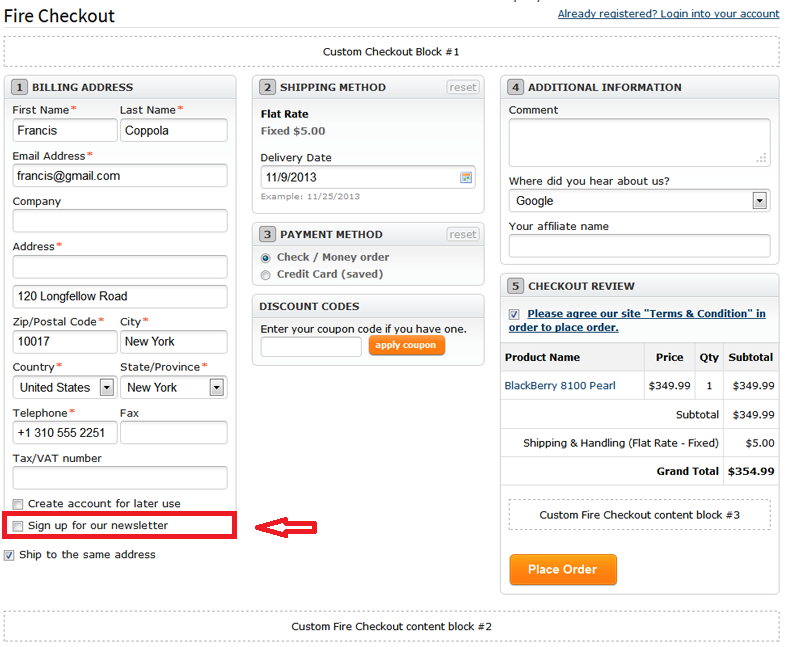 Fire Checkout
Already registered? Login into your account
Custom Checkout Block #1
1 BILLING ADDRESS
First Name* Last Name*
Francis Coppola
Email Address*
francis@gmail.com
Company
Address*
120 Longfellow Road
Zip/Postal Code* City*
10017 New York
Country* State/Province*
United States New York
Telephone* Fax
+1 310 555 2251
Tax/VAT number
Create account for later use
Sign up for our newsletter
Ship to the same address
2 SHIPPING METHOD reset
Flat Rate
Fixed $5.00
Delivery Date
11/9/2013
Example: 11/25/2013
3 PAYMENT METHOD reset
Check / Money order
Credit Card (saved)
DISCOUNT CODES
Enter your coupon code if you have one.
apply coupon
4 ADDITIONAL INFORMATION
Comment
Where did you hear about us?
Google
Your affiliate name
5 CHECKOUT REVIEW
Please agree our site "Terms & Condition" in
order to place order.
Product Name Price Qty Subtotal
BlackBerry 8100 Pearl $349.99 1 $349.99
Subtotal $349.99
Shipping & Handling (Flat Rate - Fixed) $5.00
Grand Total $354.99
Custom Fire Checkout content block #3
Place Order
Custom Fire Checkout content block #2